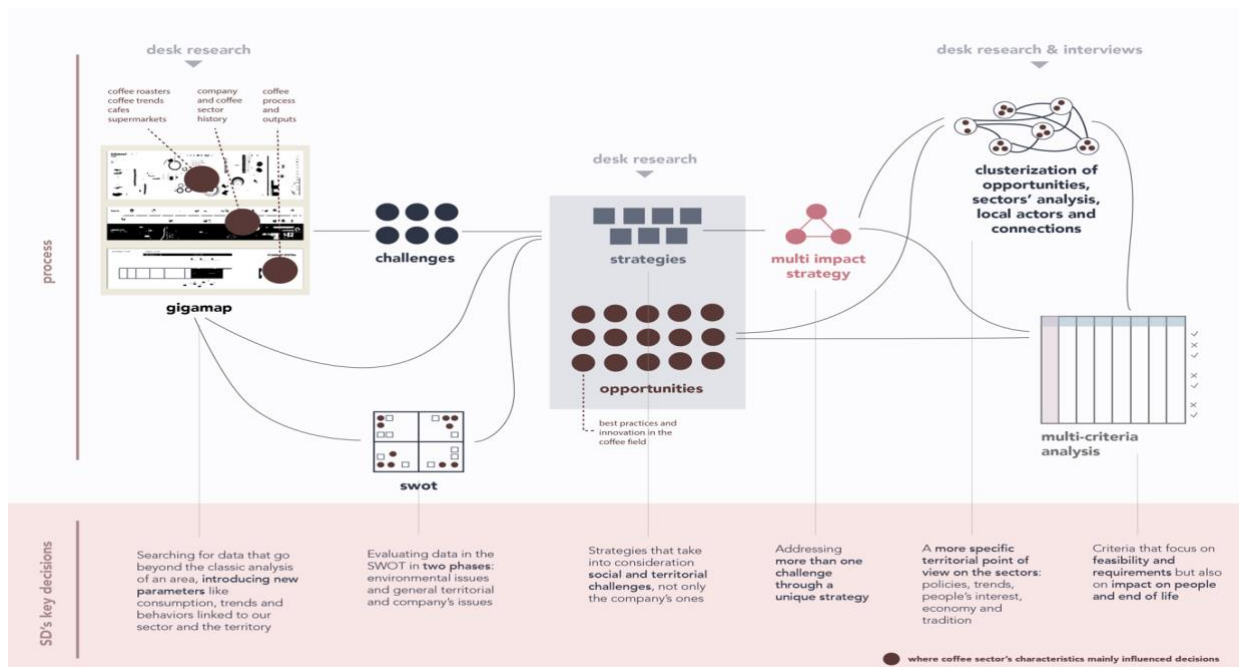 desk research
coffee roasters
coffee trends
cafes
supermarkets
company
and coffee
sector
history
coffee
process
and
outputs
gigamap
challenges
swot
desk research
strategies
opportunities
best practices and
innovation in the
coffee field
multi impact
strategy
desk research & interviews
clusterization of
opportunities,
sectors' analysis,
local actors and
connections
multi-criteria
analysis
process
SD's key decisions
Searching for data that go
beyond the classic analysis
of an area, introducing new
parameters like
consumption, trends and
behaviors linked to our
sector and the territory
Evaluating data in the
SWOT in two phases:
environmental issues
and general territorial
and company's issues
Strategies that take
into consideration
social and territorial
challenges, not only
the company's ones
Addressing
more than one
challenge
through a
unique strategy
A more specific
territorial point of
view on the sectors:
policies, trends,
people's interest,
economy and
tradition
Criteria that focus on
feasibility and
requirements but also
on impact on people
and end of life
where coffee sector's characteristics mainly influenced decisions